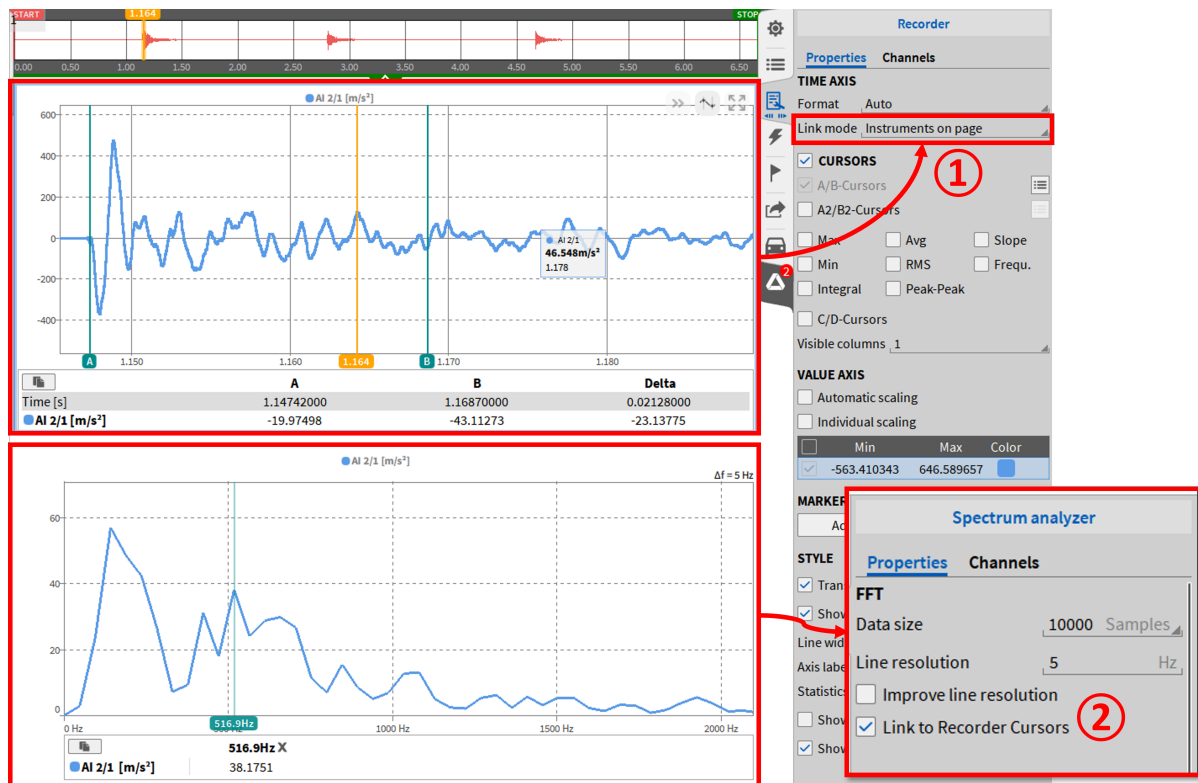 START
1.164
STOP
1
0.00 0.50 1.00 1.50 2.00 2.50 3.00 3.50 4.00 4.50 5.00 5.50 6.00 6.50
AI 2/1 [m/s²]
600
400
200
0
-200
-400
AI 2/1
46.548m/s²
1.178
A 1.150 1.160 1.164 B 1.170 1.180
A B Delta
Time [s] 1.14742000 1.16870000 0.02128000
AI 2/1 [m/s²] -19.97498 -43.11273 -23.13775
AI 2/1 [m/s²]
Δf = 5 Hz
60
40
20
0
0 Hz 516.9Hz 1000 Hz 1500 Hz 2000 Hz
516.9Hz X
AI 2/1 [m/s²] 38.1751
2
Recorder
Properties Channels
TIME AXIS
Format Auto
Link mode Instruments on page
1
CURSORS
A/B-Cursors
A2/B2-Cursors
Max Avg Slope
Min RMS Frequ.
Integral Peak-Peak
C/D-Cursors
Visible columns 1
VALUE AXIS
Automatic scaling
Individual scaling
Min Max Color
-563.410343 646.589657
MARKER
STYLE
Line wid
Axis labe
Statistics
Show
Spectrum analyzer
Properties Channels
FFT
Data size 10000 Samples
Line resolution 5 Hz
Improve line resolution
Link to Recorder Cursors
2